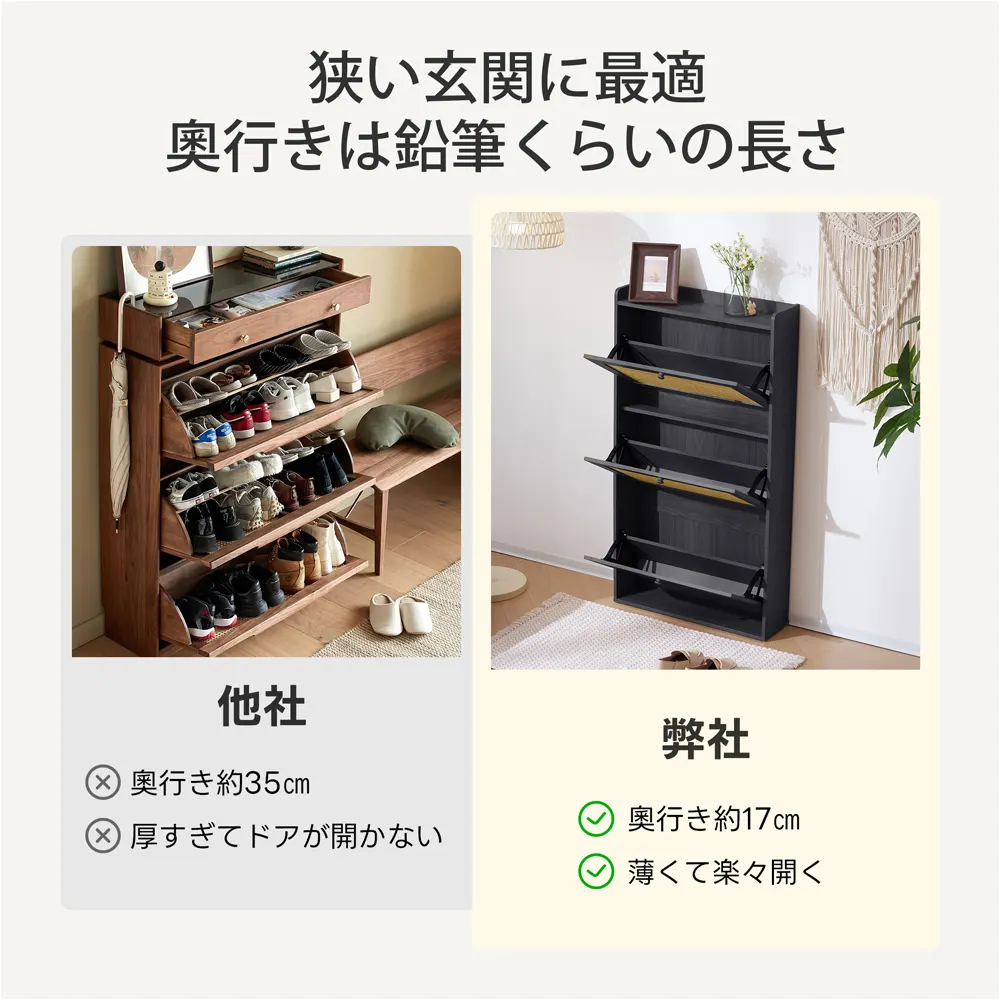 狭い玄関に最適
奥行きは鉛筆くらいの長さ
他社
奥行き約35㎝
厚すぎてドアが開かない
弊社
奥行き約17㎝
薄くて楽々開く